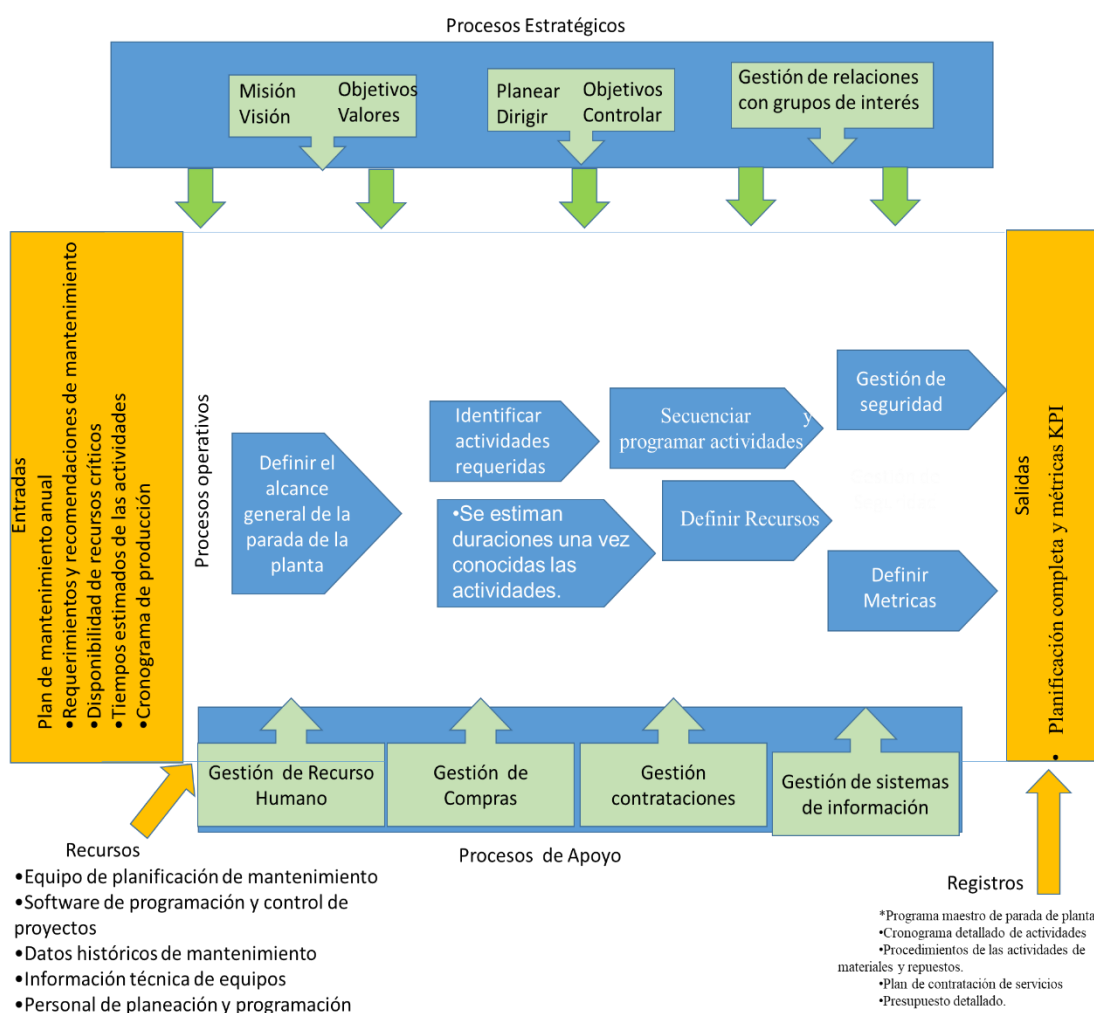 Procesos Estratégicos
Misión
Visión
Objetivos
Valores
Planear
Dirigir
Objetivos
Controlar
Gestión de relaciones
con grupos de interés
Entradas
Plan de mantenimiento anual
•Requerimientos y recomendaciones de mantenimiento
•Disponibilidad de recursos críticos
•Tiempos estimados de las actividades
•Cronograma de producción
Procesos operativos
Definir el
alcance
general de la
parada de la
planta
Identificar
actividades
requeridas
•Se estiman
duraciones una vez
conocidas las
actividades.
Secuenciar y
programar actividades
Definir Recursos
Gestión de
seguridad
Definir
Metricas
Salidas
• Planificación completa y métricas KPI
Gestión de Recurso
Humano
Gestión de
Compras
Gestión
contrataciones
Gestión de sistemas
de información
Procesos de Apoyo
Recursos
•Equipo de planificación de mantenimiento
•Software de programación y control de
proyectos
•Datos históricos de mantenimiento
•Información técnica de equipos
•Personal de planeación y programación
Registros
*Programa maestro de parada de planta
•Cronograma detallado de actividades
•Procedimientos de las actividades de
materiales y repuestos.
•Plan de contratación de servicios
•Presupuesto detallado.